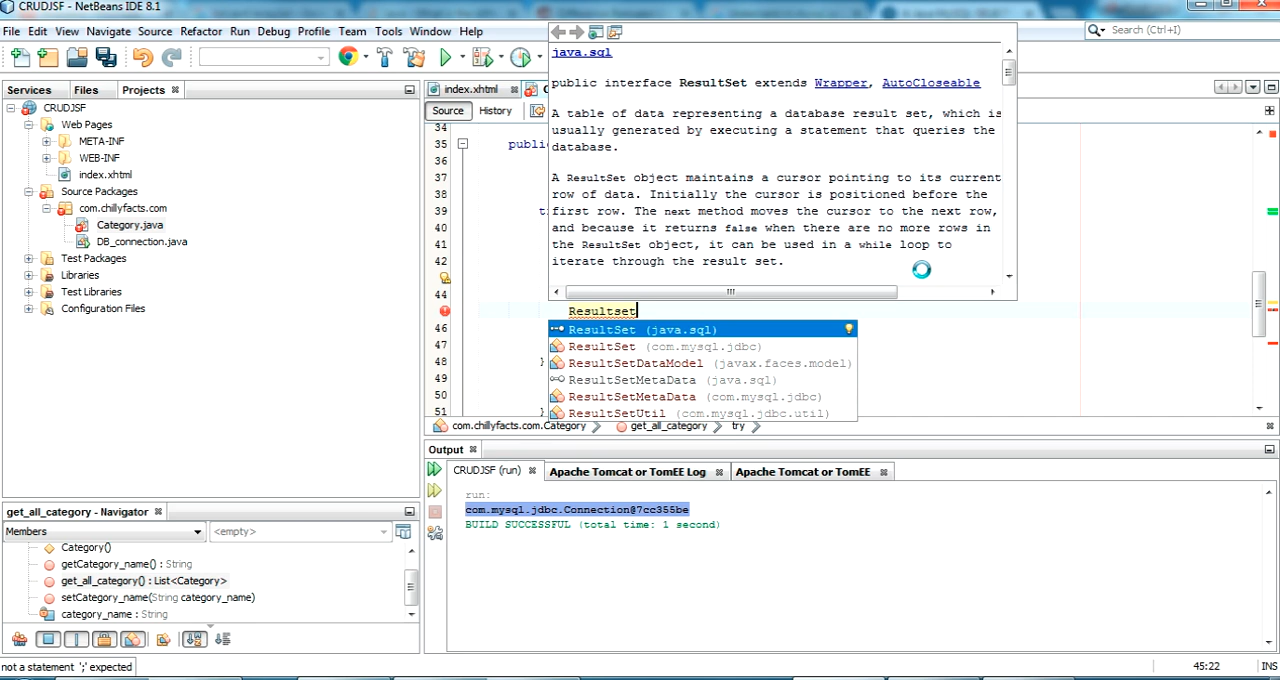 CRUDJSF - NetBeans IDE 8.1
File Edit View Navigate Source Refactor Run Debug Profile Team Tools Window Help
Search (Ctrl+I)
Services Files Projects
CRUDJSF
Web Pages
META-INF
WEB-INF
index.xhtml
Source Packages
com.chillyfacts.com
Category.java
DB_connection.java
Test Packages
Libraries
Test Libraries
Configuration Files
index.xhtml
Source History
34
35 publi
36
37
38
39 t
40
41
42
44
Resultset
46
47
48 }
49
50
51 }
java.sql
public interface ResultSet extends Wrapper, AutoCloseable
A table of data representing a database result set, which is
usually generated by executing a statement that queries the
database.
A ResultSet object maintains a cursor pointing to its current
row of data. Initially the cursor is positioned before the
first row. The next method moves the cursor to the next row,
and because it returns false when there are no more rows in
the ResultSet object, it can be used in a while loop to
iterate through the result set.
ResultSet (java.sql)
ResultSet (com.mysql.jdbc)
ResultSetDataModel (javax.faces.model)
ResultSetMetaData (java.sql)
ResultSetMetaData (com.mysql.jdbc)
ResultSetUtil (com.mysql.jdbc.util)
com.chillyfacts.com.Category get_all_category try
Output
CRUDJSF (run) Apache Tomcat or TomEE Log Apache Tomcat or TomEE
run:
com.mysql.jdbc.Connection@7cc355be
BUILD SUCCESSFUL (total time: 1 second)
get_all_category - Navigator
Members <empty>
Category()
getCategory_name() : String
get_all_category() : List<Category>
setCategory_name(String category_name)
category_name : String
not a statement ';' expected
45:22 INS